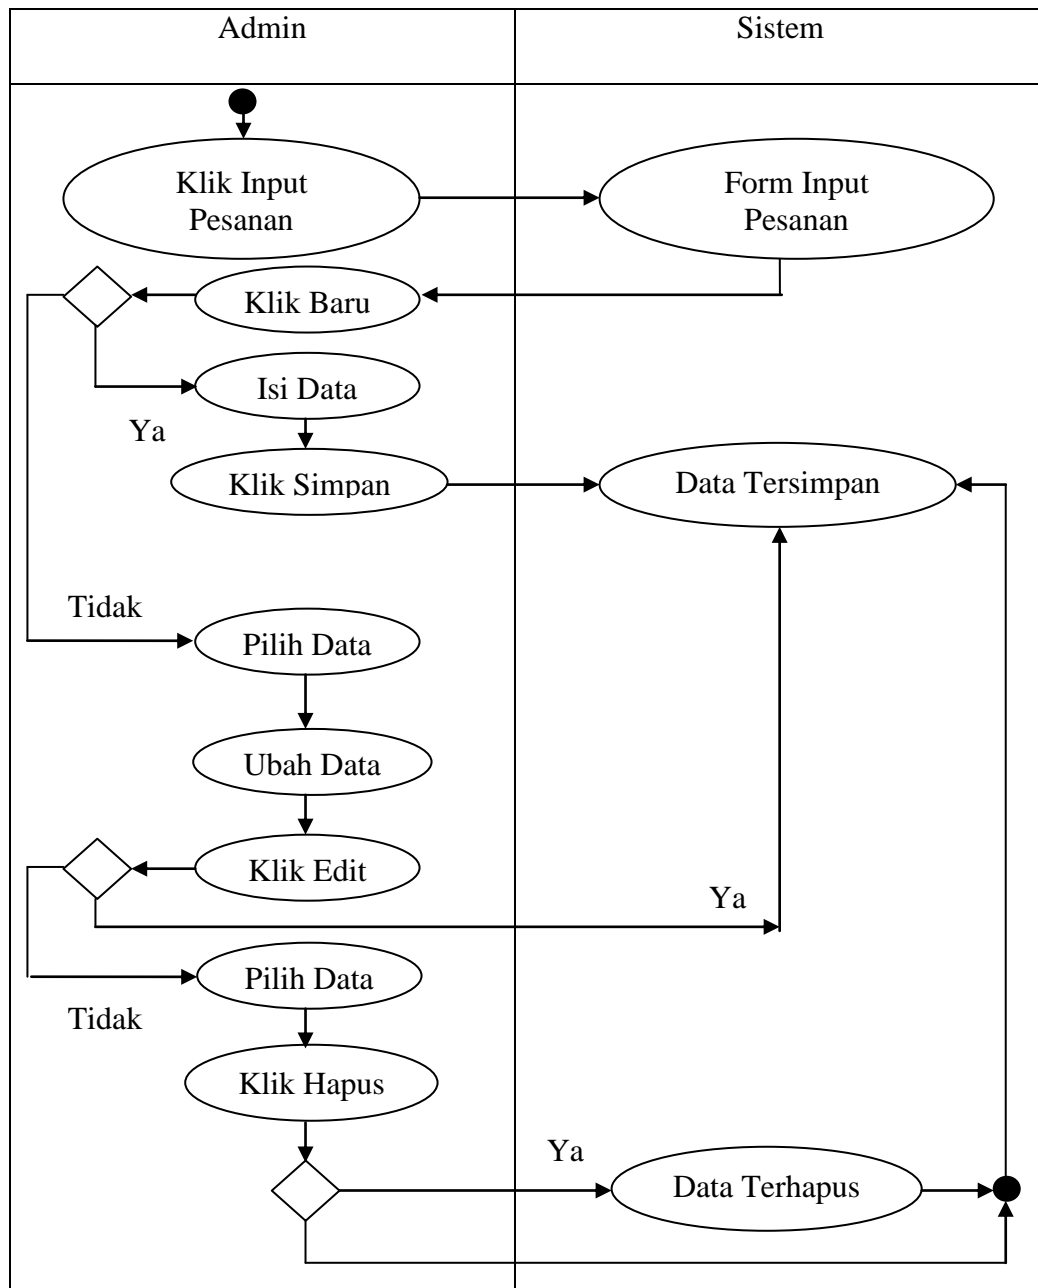 Admin
Sistem
Klik Input
Pesanan
Form Input
Pesanan
Klik Baru
Isi Data
Ya
Klik Simpan
Data Tersimpan
Tidak
Pilih Data
Ubah Data
Klik Edit
Ya
Pilih Data
Tidak
Klik Hapus
Ya
Data Terhapus